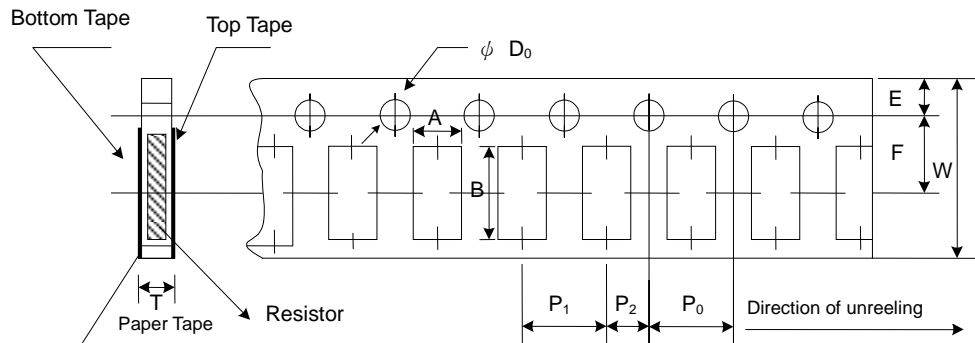 Bottom Tape
Top Tape
ψ D₀
E
A
F
W
B
P₁
P₂
P₀
Direction of unreeling
T
Resistor
Paper Tape